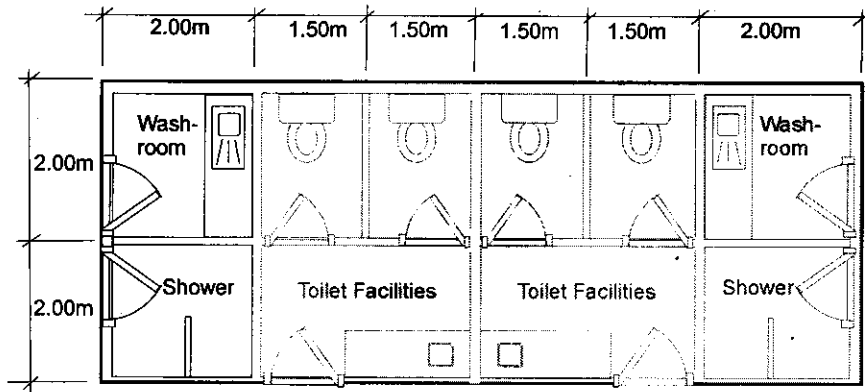 2.00m 1.50m 1.50m 1.50m 1.50m 2.00m
Wash-
room
Wash-
room
2.00m
2.00m
Shower
Toilet Facilities
Toilet Facilities
Shower